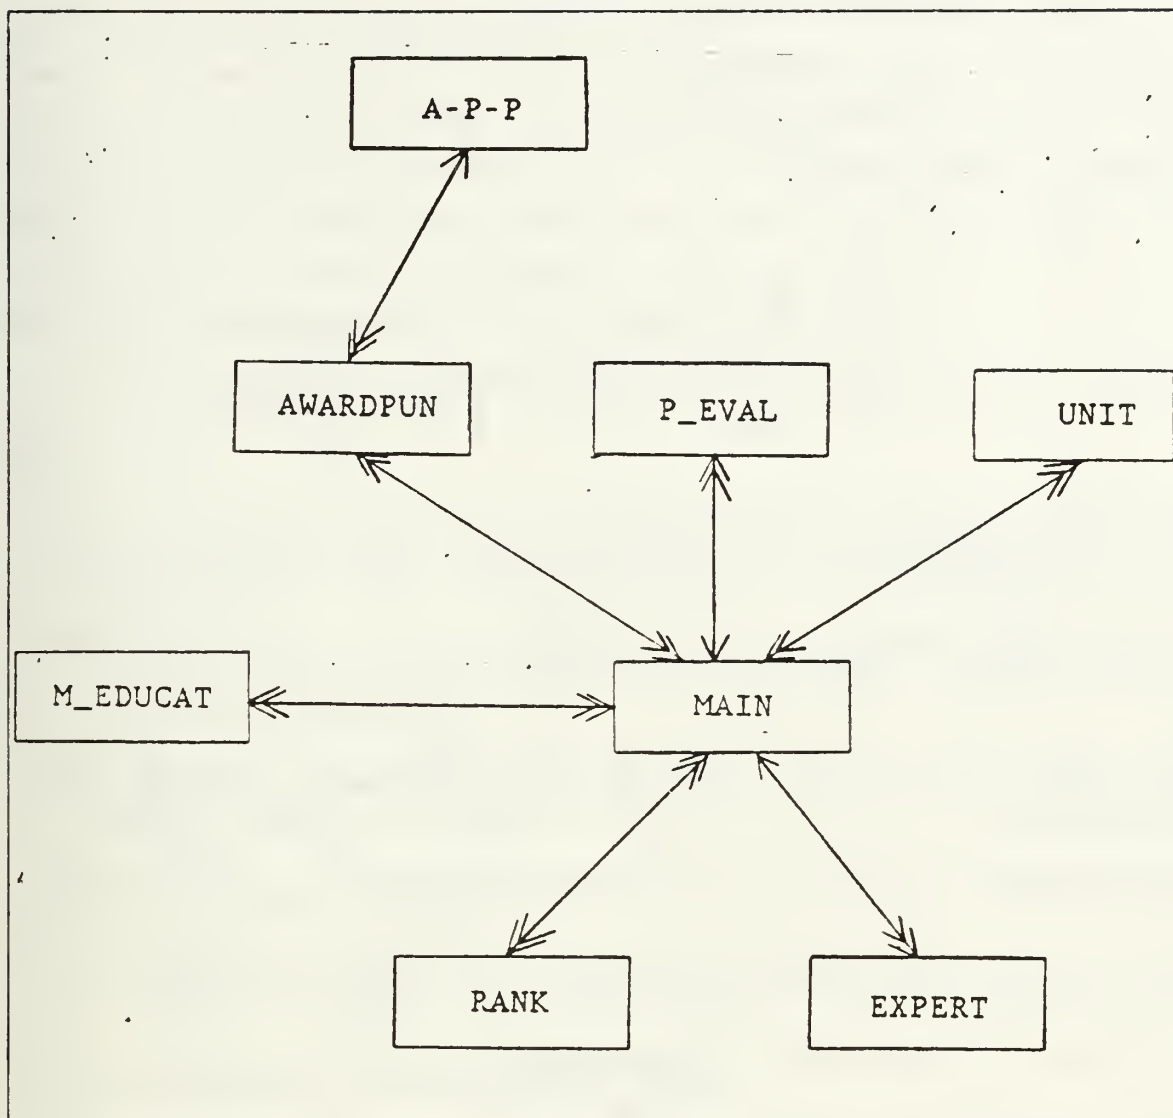 A-P-P
AWARDPUN
P_EVAL
UNIT
M_EDUCAT
MAIN
RANK
EXPERT